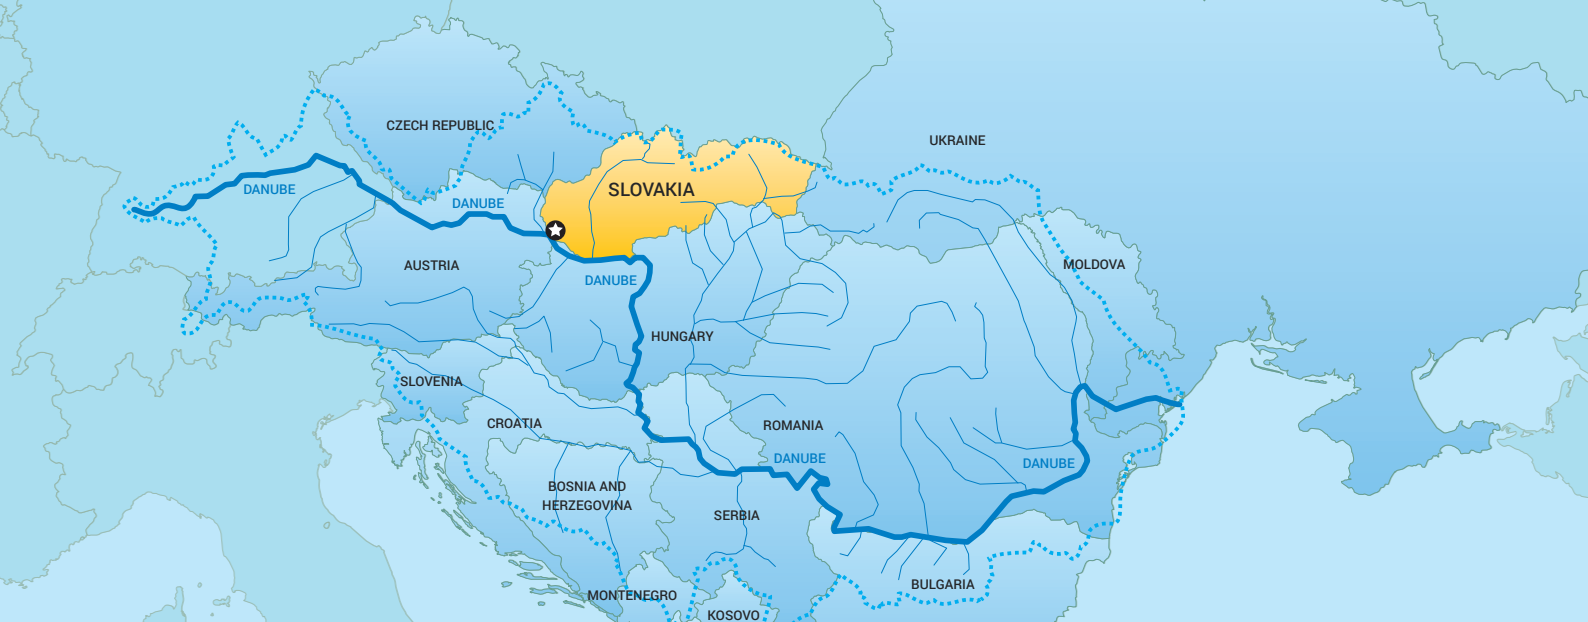 CZECH REPUBLIC
UKRAINE
DANUBE
SLOVAKIA
DANUBE
AUSTRIA
MOLDOVA
DANUBE
HUNGARY
SLOVENIA
CROATIA
ROMANIA
DANUBE
DANUBE
BOSNIA AND
HERZEGOVINA
SERBIA
BULGARIA
MONTENEGRO
KOSOVO